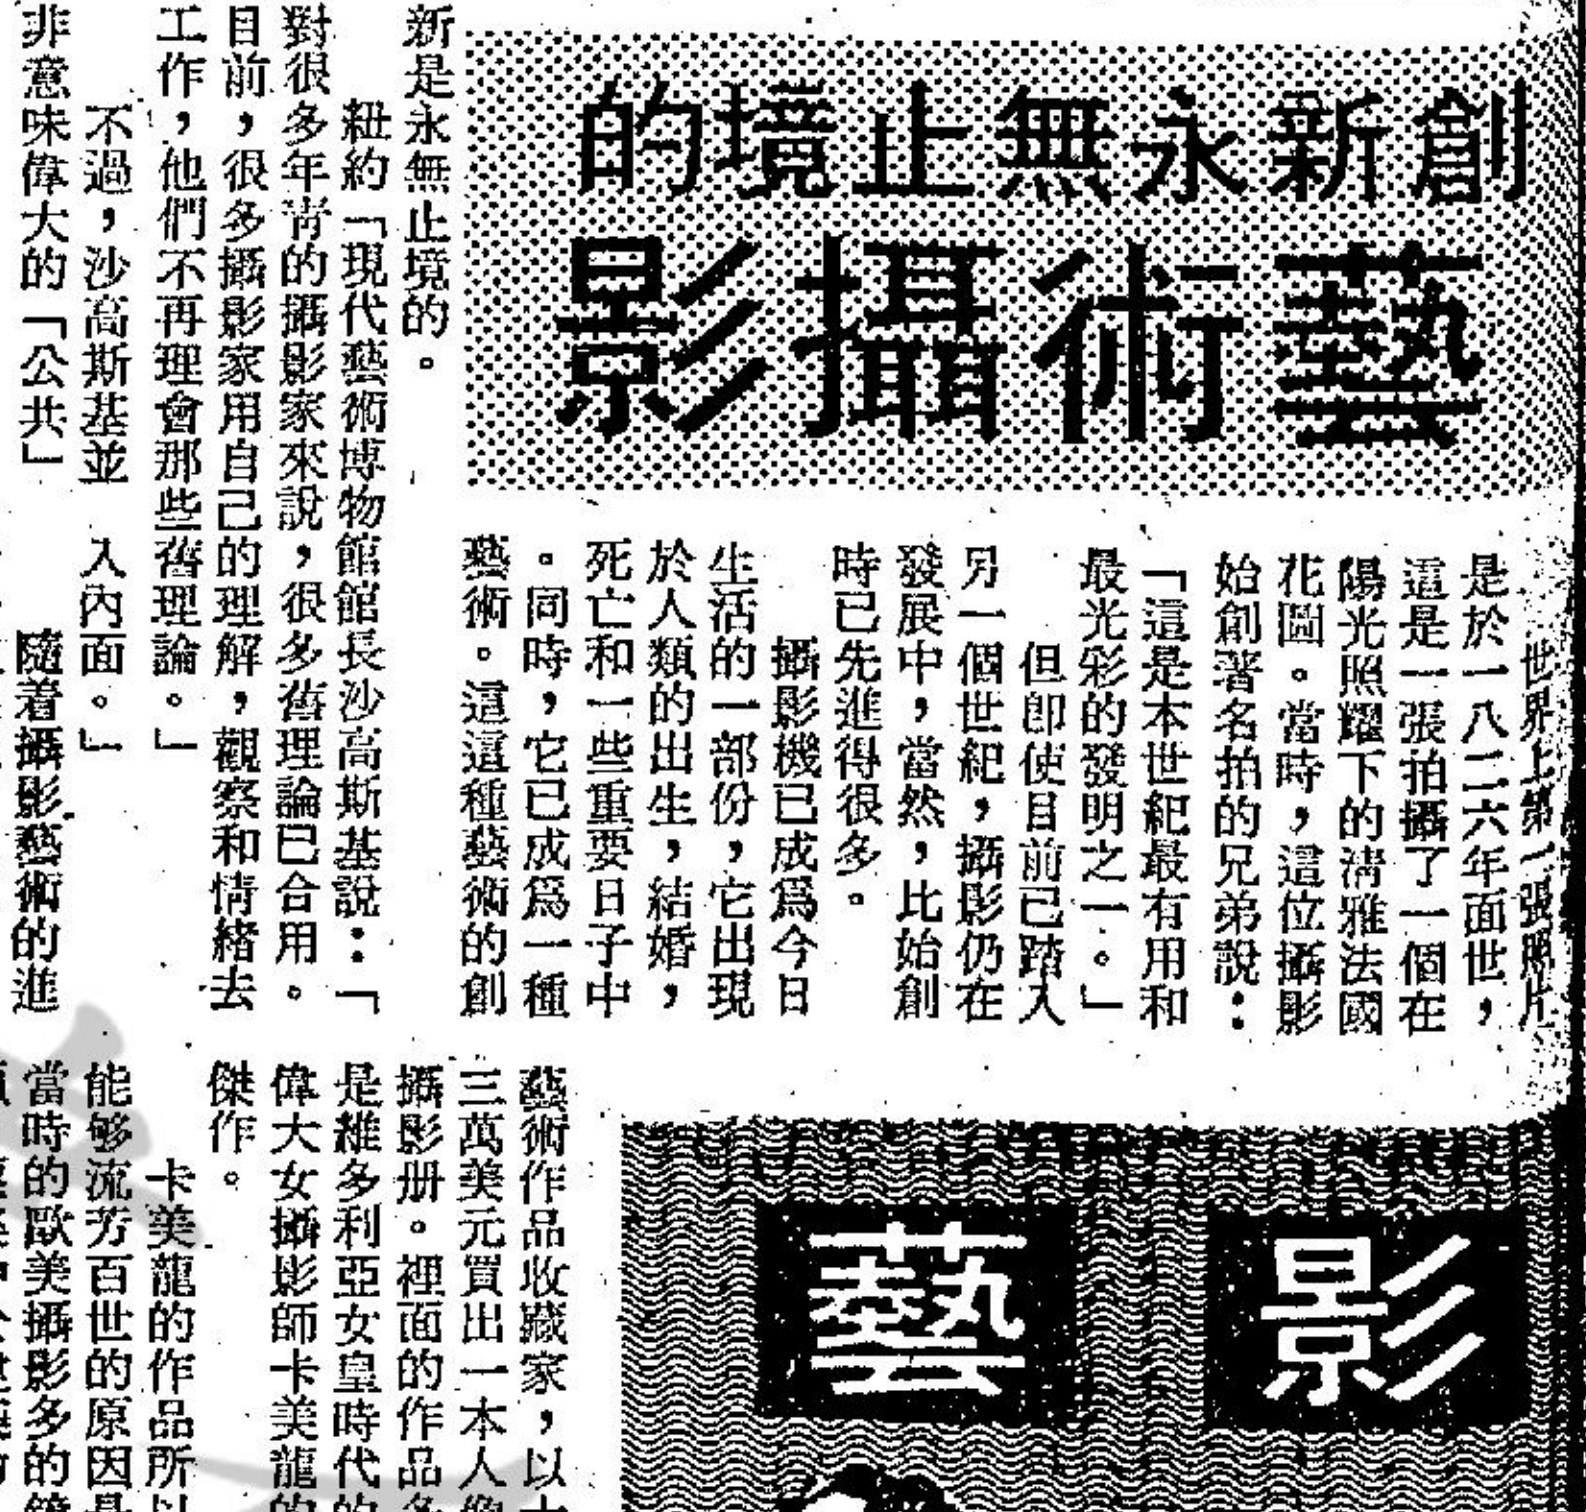 創新永無止境的
藝術攝影
世界上第一張照片
是於一八二六年面世，
這是一張拍攝了一個在
陽光照耀下的清雅法國
花園。當時，這位攝影
始創著名拍的兄弟說：
「這是本世紀最有用和
最光彩的發明之一。」
但即使目前已踏入
另一個世紀，攝影仍在
發展中，當然，比始創
時已先進得很多。
攝影機已成爲今日
生活的一部份，它出現
於人類的出生，結婚，
死亡和一些重要日子中
。同時，它已成爲一種
藝術。這這種藝術的創
新是永無止境的。
紐約「現代藝術博物館館長沙高斯基說：「
對很多年青的攝影家來說，很多舊理論已合用。
目前，很多攝影家用自己的理解，觀察和情緒去
工作，他們不再理會那些舊理論。」
不過，沙高斯基並
非意味偉大的「公共」
入內面。」
隨着攝影藝術的進
藝術作品收藏家，以
三萬美元買出一本人像
攝影册。裡面的作品多
是維多利亞女皇時代的
偉大女攝影師卡美龍的
傑作。
卡美龍的作品所以
能够流芳百世的原因是
當時的歐美攝影多的
影
藝